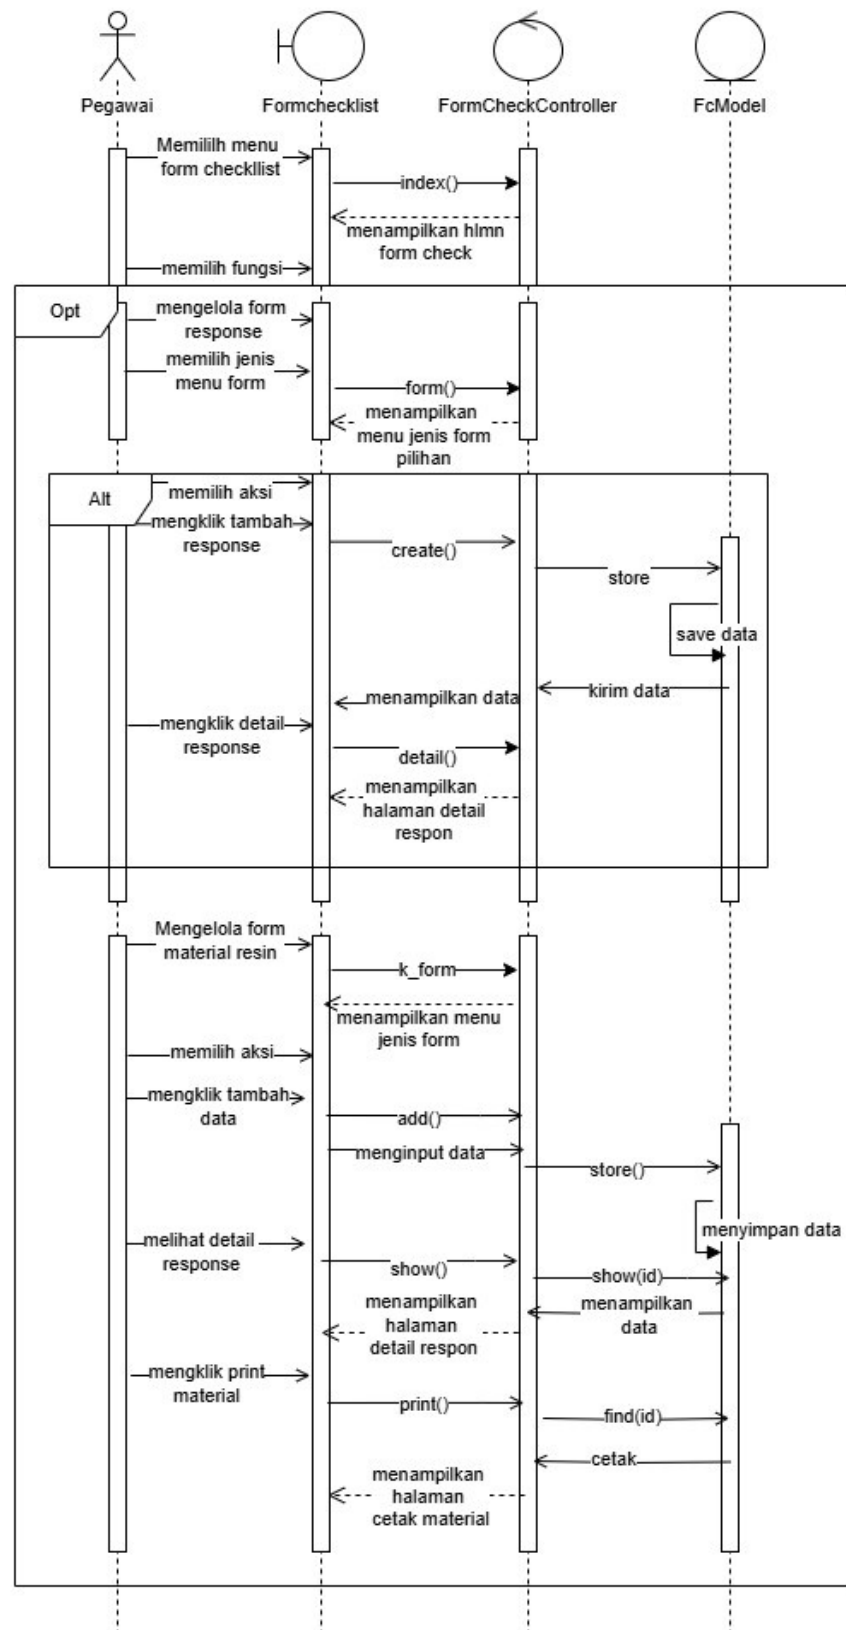 Pegawai
Formchecklist
FormCheckController
FcModel
Memililh menu
form checkllist
index()
menampilkan hlmn
form check
memilih fungsi
Opt
mengelola form
response
memilih jenis
menu form
form()
menampilkan
menu jenis form
pilihan
Alt
memilih aksi
mengklik tambah
response
create()
store
save data
kirim data
menampilkan data
mengklik detail
response
detail()
menampilkan
halaman detail
respon
Mengelola form
material resin
k_form
menampilkan menu
jenis form
memilih aksi
mengklik tambah
data
add()
menginput data
store()
menyimpan data
melihat detail
response
show()
show(id)
menampilkan
data
menampilkan
halaman
detail respon
mengklik print
material
print()
find(id)
cetak
menampilkan
halaman
cetak material